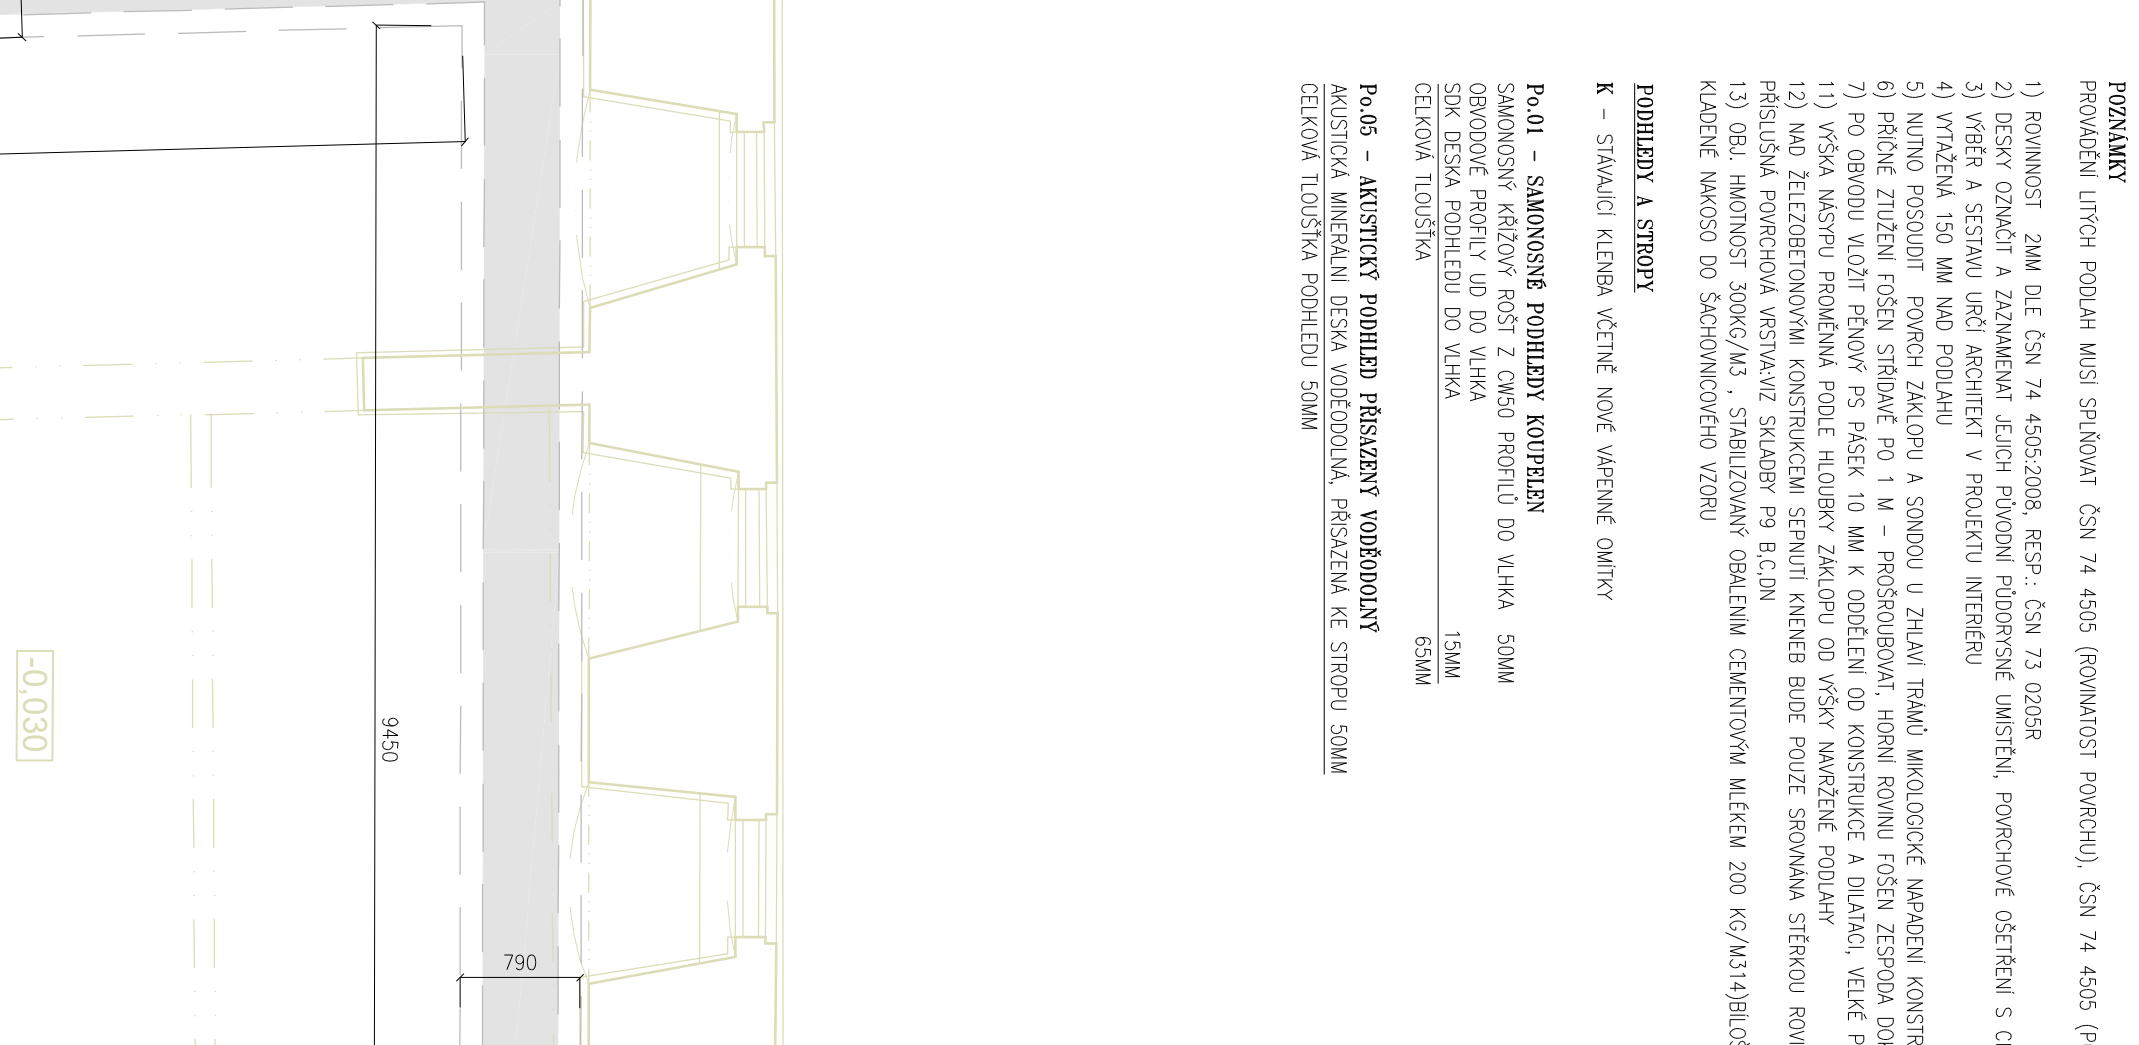 POZNÁMKY
PROVÁDĚNÍ LITÝCH PODLAH MUSÍ SPLŇOVAT ČSN 74 4505 (ROVINATOST POVRCHU), ČSN 74 4505
1) ROVINNOST 2MM DLE ČSN 74 4505:2008, RESP.: ČSN 73 0205R
2) DESKY OZNAČIT A ZAZNAMENAT JEJICH PŮVODNÍ PŮDORYSNÉ UMÍSTĚNÍ, POVRCHOVÉ OŠETŘENÍ S
3) VÝBĚR A SESTAVU URČÍ ARCHITEKT V PROJEKTU INTERIÉRU
4) VYTAŽENÁ 150 MM NAD PODLAHU
5) NUTNO POSOUDIT POVRCH ZÁKLOPU A SONDOU U ZHLAVÍ TRÁMŮ MIKOLOGICKÉ NAPADENÍ KONSTR
6) PŘÍČNÉ ZTUŽENÍ FOŠEN STŘÍDAVĚ PO 1 M - PROŠROUBOVAT, HORNÍ ROVINU FOŠEN ZESPODA
7) PO OBVODU VLOŽIT PĚNOVÝ PS PÁSEK 10 MM K ODDĚLENÍ OD KONSTRUKCE A DILATACI, VELKÉ
11) VÝŠKA NÁSYPU PROMĚNNÁ PODLE HLOUBKY ZÁKLOPU OD VÝŠKY NAVRŽENÉ PODLAHY
12) NAD ŽELEZOBETONOVÝMI KONSTRUKCEMI SEPNUTÍ KNENEB BUDE POUZE SROVNÁNA STĚRKOU ROVI
PŘÍSLUŠNÁ POVRCHOVÁ VRSTVA:VIZ SKLADBY P9 B,C,DN
13) OBJ. HMOTNOST 300KG/M3 , STABILIZOVANÝ OBALENÍM CEMENTOVÝM MLÉKEM 200 KG/M314)BÍLOŠ
KLADENÉ NAKOSO DO ŠACHOVNICOVÉHO VZORU
PODHLEDY A STROPY
K - STÁVAJÍCÍ KLENBA VČETNĚ NOVÉ VÁPENNÉ OMÍTKY
Po.01 - SAMONOSNÉ PODHLEDY KOUPELEN
SAMONOSNÝ KŘÍŽOVÝ ROŠT Z CW50 PROFILŮ DO VLHKA 50MM
OBVODOVÉ PROFILY UD DO VLHKA
SDK DESKA PODHLEDU DO VLHKA 15MM
CELKOVÁ TLOUŠŤKA 65MM
Po.05 - AKUSTICKÝ PODHLED PŘISAZENÝ VODĚODOLNÝ
AKUSTICKÁ MINERÁLNÍ DESKA VODĚODOLNÁ, PŘISAZENÁ KE STROPU 50MM
CELKOVÁ TLOUŠŤKA PODHLEDU 50MM
790
9450
-0,030